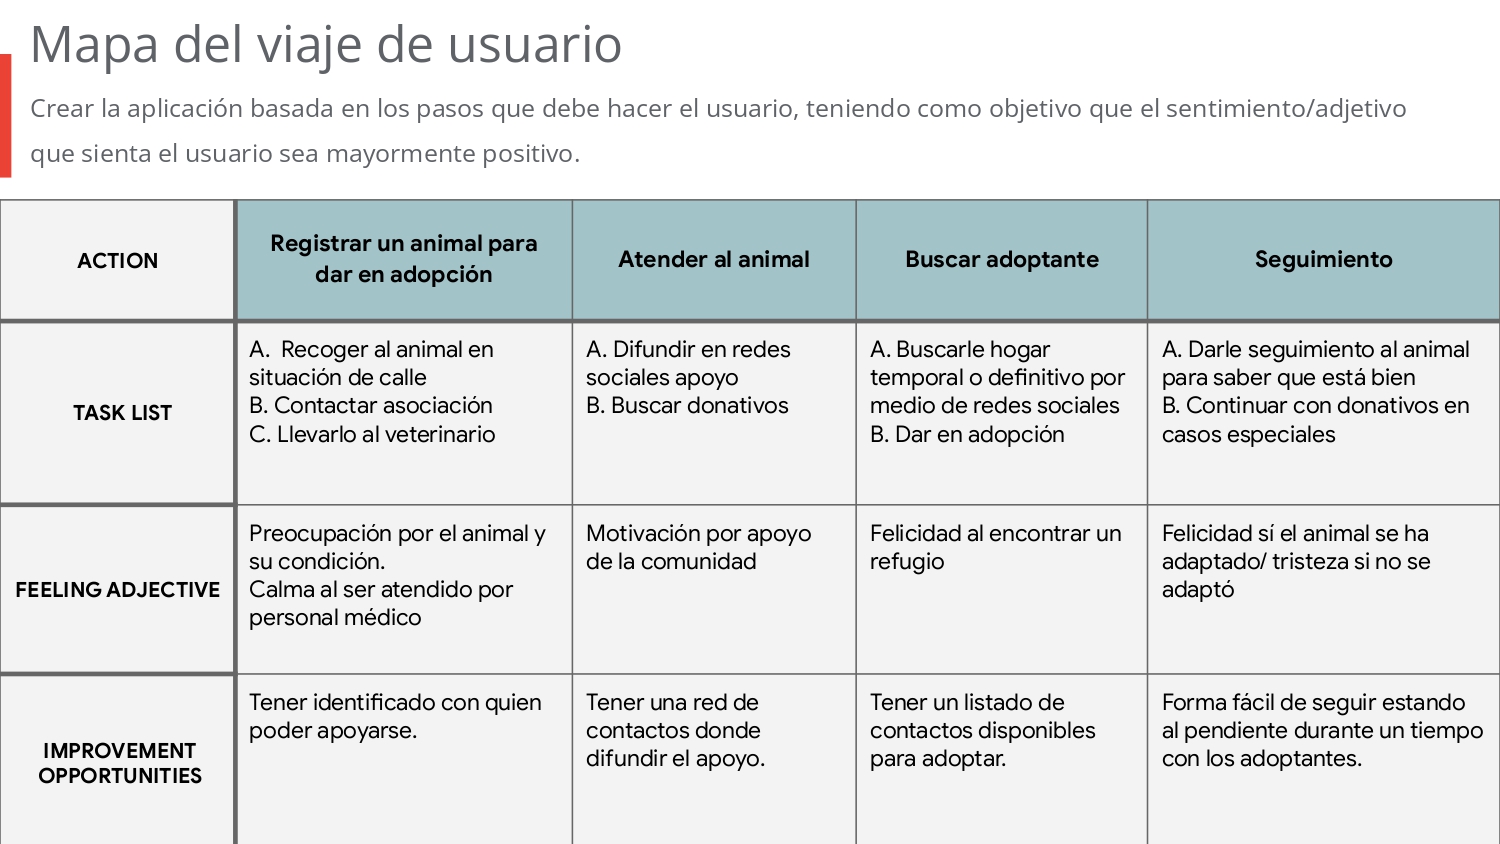 Mapa del viaje de usuario
Crear la aplicación basada en los pasos que debe hacer el usuario, teniendo como objetivo que el sentimiento/adjetivo
que sienta el usuario sea mayormente positivo.
ACTION
Registrar un animal para
dar en adopción
Atender al animal
Buscar adoptante
Seguimiento
TASK LIST
A.  Recoger al animal en
situación de calle
B. Contactar asociación
C. Llevarlo al veterinario
A. Difundir en redes
sociales apoyo
B. Buscar donativos
A. Buscarle hogar
temporal o definitivo por
medio de redes sociales
B. Dar en adopción
A. Darle seguimiento al animal
para saber que está bien
B. Continuar con donativos en
casos especiales
FEELING ADJECTIVE
Preocupación por el animal y
su condición.
Calma al ser atendido por
personal médico
Motivación por apoyo
de la comunidad
Felicidad al encontrar un
refugio
Felicidad sí el animal se ha
adaptado/ tristeza si no se
adaptó
IMPROVEMENT
OPPORTUNITIES
Tener identificado con quien
poder apoyarse.
Tener una red de
contactos donde
difundir el apoyo.
Tener un listado de
contactos disponibles
para adoptar.
Forma fácil de seguir estando
al pendiente durante un tiempo
con los adoptantes.